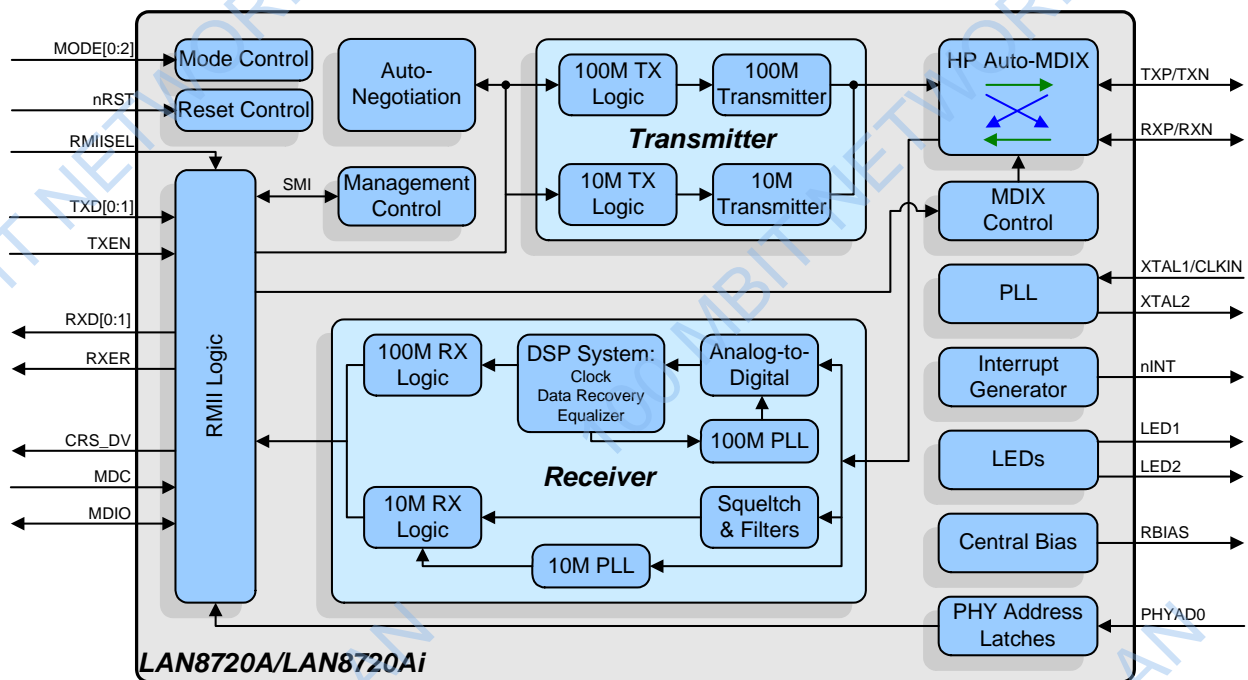 MODE[0:2]
nRST
RMIISEL
TXD[0:1]
TXEN
RXD[0:1]
RXER
CRS_DV
MDC
MDIO
Mode Control
Reset Control
RMII Logic
SMI
Auto-
Negotiation
Management
Control
100M TX
Logic
100M
Transmitter
Transmitter
10M TX
Logic
10M
Transmitter
HP Auto-MDIX
MDIX
Control
PLL
Interrupt
Generator
LEDs
Central Bias
PHY Address
Latches
100M RX
Logic
DSP System:
Clock
Data Recovery
Equalizer
Analog-to-
Digital
100M PLL
Receiver
10M RX
Logic
Squeltch
& Filters
10M PLL
TXP/TXN
RXP/RXN
XTAL1/CLKIN
XTAL2
nINT
LED1
LED2
RBIAS
PHYAD0
LAN8720A/LAN8720Ai
100 MBIT NETWORK